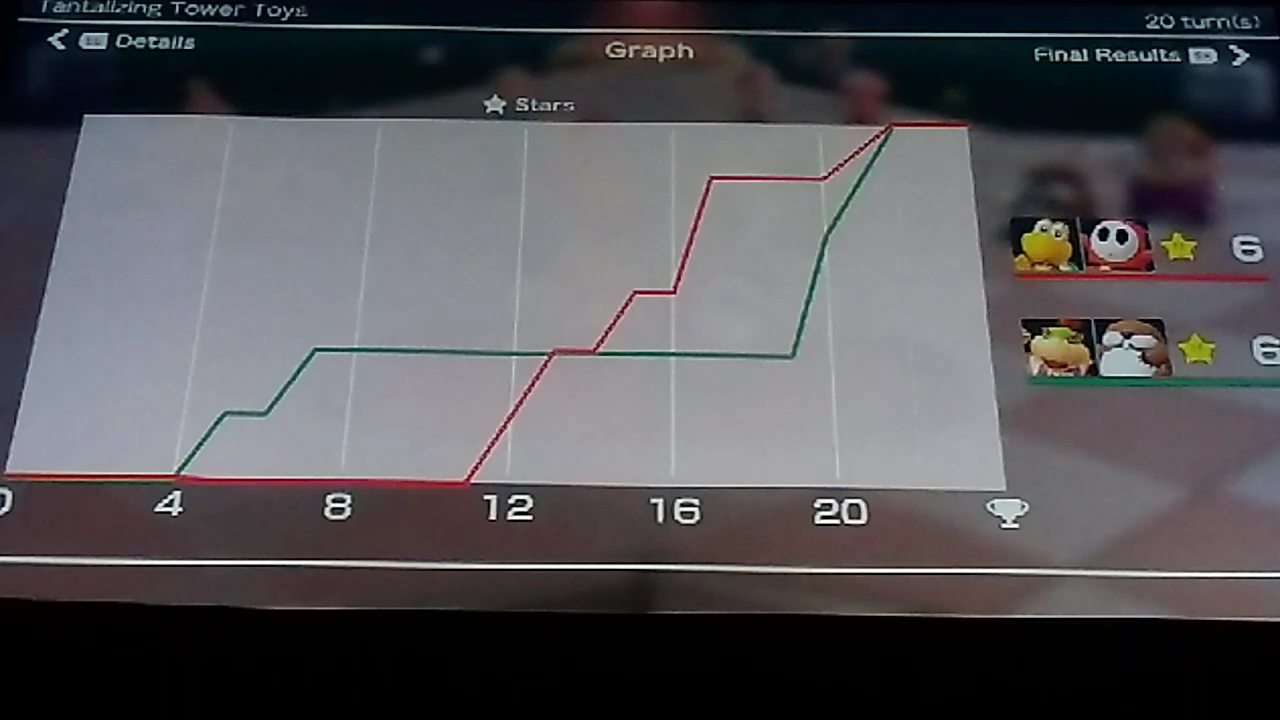 Tantalizing Tower Toys
20 turn(s)
Details
Graph
Final Results
Stars
6
6
0 4 8 12 16 20